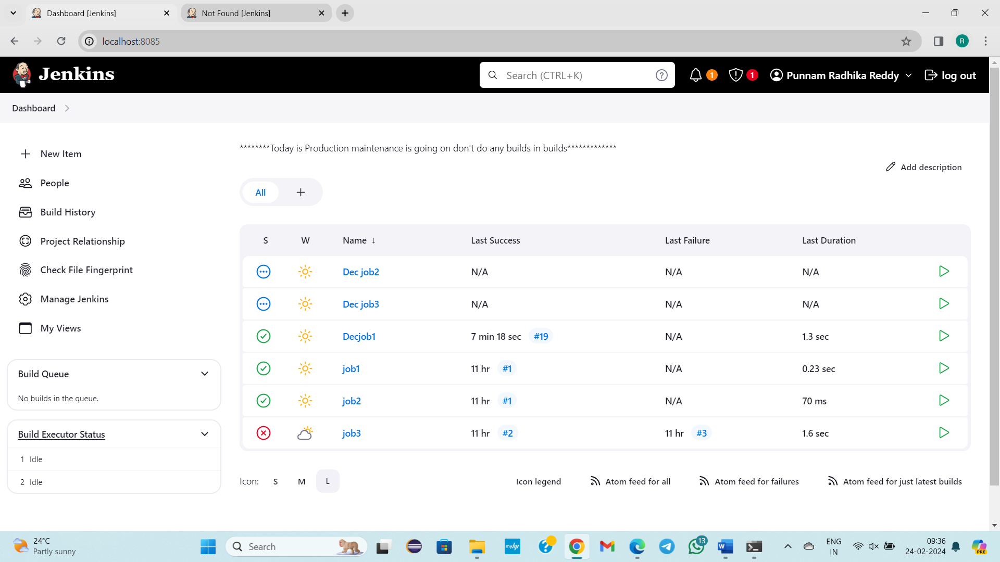 Dashboard [Jenkins]
Not Found [Jenkins]
localhost:8085
R
Jenkins
Search (CTRL+K)
?
1
1
Punnam Radhika Reddy
log out
Dashboard
New Item
People
Build History
Project Relationship
Check File Fingerprint
Manage Jenkins
My Views
Build Queue
No builds in the queue.
Build Executor Status
1 Idle
2 Idle
********Today is Production maintenance is going on don't do any builds in builds*************
Add description
All +
S W Name ↓ Last Success Last Failure Last Duration
Dec job2 N/A N/A N/A
Dec job3 N/A N/A N/A
Decjob1 7 min 18 sec #19 N/A 1.3 sec
job1 11 hr #1 N/A 0.23 sec
job2 11 hr #1 N/A 70 ms
job3 11 hr #2 11 hr #3 1.6 sec
Icon: S M L
Icon legend
Atom feed for all
Atom feed for failures
Atom feed for just latest builds
24°C
Partly sunny
Search
myhp
?
13
W
ENG
IN
09:36
24-02-2024
PRE